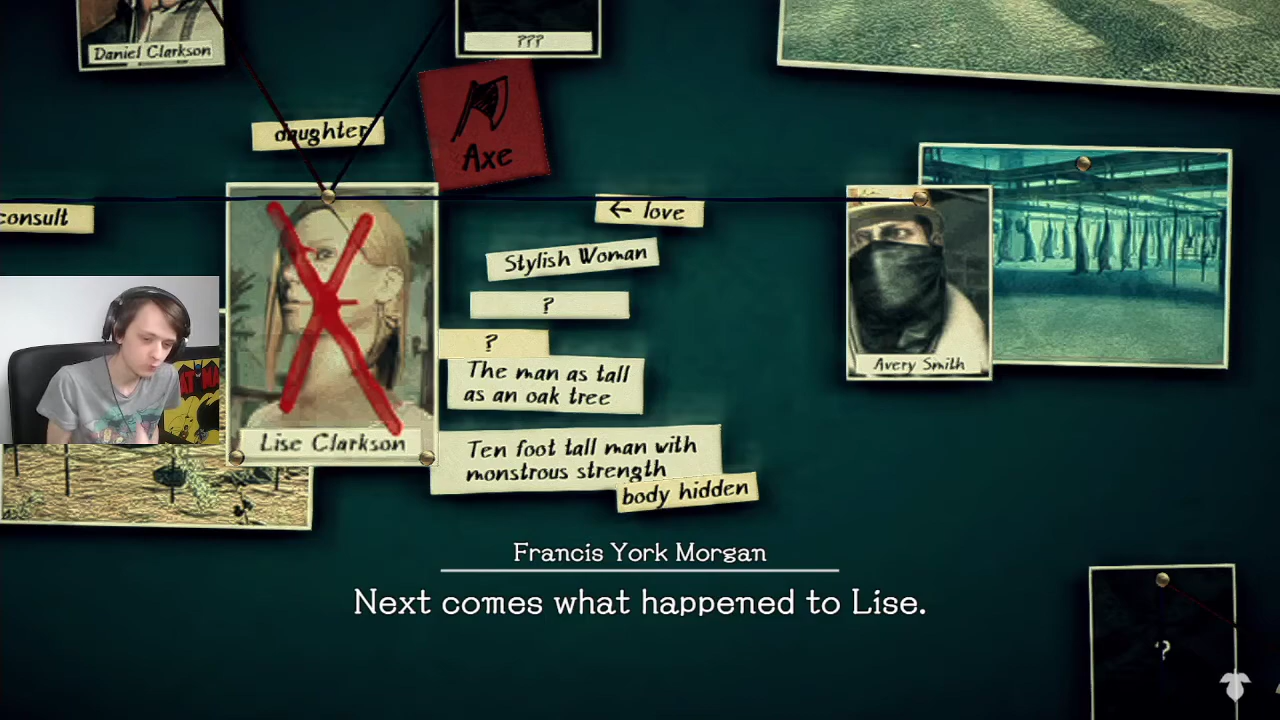 Daniel Clarkson
???
daughter
Axe
consult
← love
Stylish Woman
?
?
The man as tall
as an oak tree
Avery Smith
Lise Clarkson
Ten foot tall man with
monstrous strength
body hidden
Francis York Morgan
Next comes what happened to Lise.
?